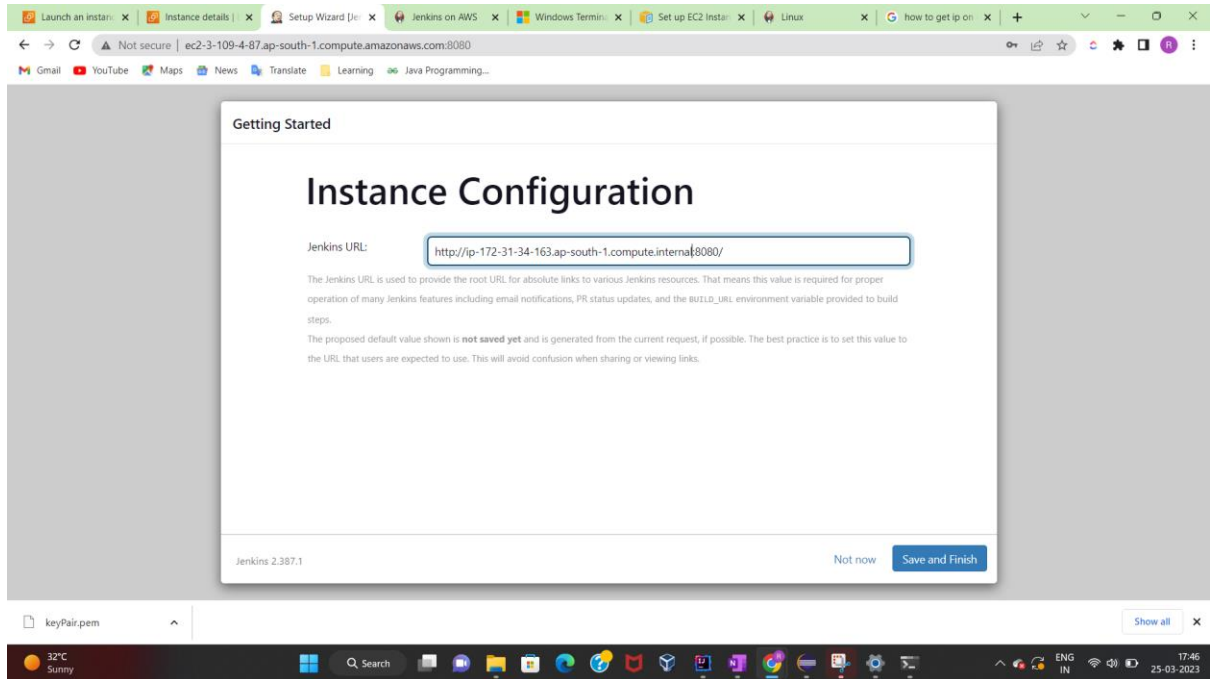 Launch an instanc
Instance details |
Setup Wizard [Jer
Jenkins on AWS
Windows Termin
Set up EC2 Instan
Linux
how to get ip on
Not secure | ec2-3-109-4-87.ap-south-1.compute.amazonaws.com:8080
R
Gmail YouTube Maps News Translate Learning Java Programming...
Getting Started
Instance Configuration
Jenkins URL: http://ip-172-31-34-163.ap-south-1.compute.internal:8080/
The Jenkins URL is used to provide the root URL for absolute links to various Jenkins resources. That means this value is required for proper
operation of many Jenkins features including email notifications, PR status updates, and the BUILD_URL environment variable provided to build
steps.
The proposed default value shown is not saved yet and is generated from the current request, if possible. The best practice is to set this value to
the URL that users are expected to use. This will avoid confusion when sharing or viewing links.
Jenkins 2.387.1
Not now
Save and Finish
keyPair.pem
Show all
32°C
Sunny
Search
ENG
IN
17:46
25-03-2023